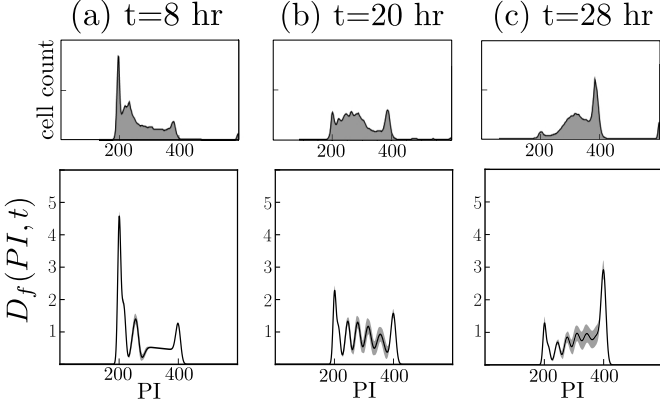 (a) t=8 hr (b) t=20 hr (c) t=28 hr
cell count
200 400 200 400 200 400
D_f(PI, t)
5 5 5
4 4 4
3 3 3
2 2 2
1 1 1
200 400 200 400 200 400
PI PI PI